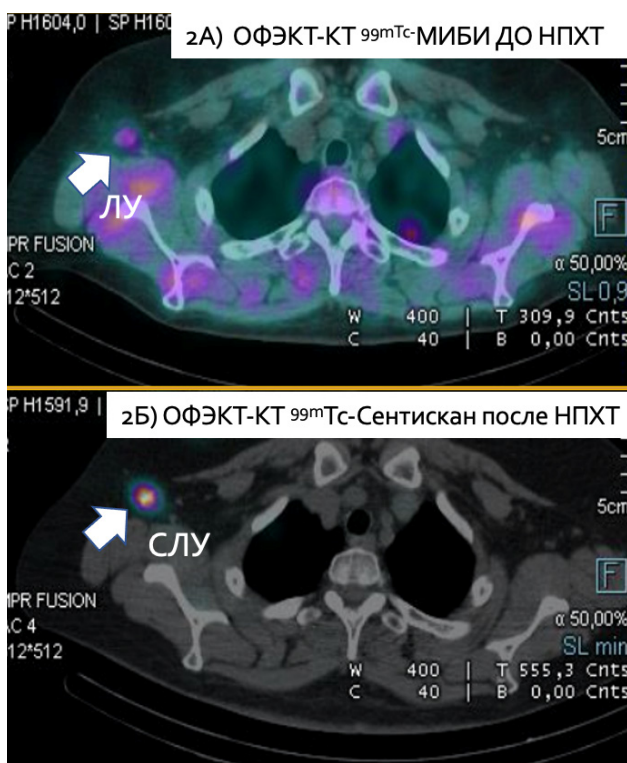 P H1604,0 | SP H160
2А) ОФЭКТ-КТ 99mTc-МИБИ ДО НПХТ
5cm
ЛУ
F
PR FUSION
C 2
12*512
α 50,00%
SL 0,9
W 400 | T 309,9 Cnts
C 40 | B 0,00 Cnts
P H1591,9 |
2Б) ОФЭКТ-КТ 99mТс-Сентискан после НПХТ
5cm
СЛУ
F
MPR FUSION
C 4
12*512
α 50,00%
SL min
W 400 | T 555,3 Cnts
C 40 | B 0,00 Cnts